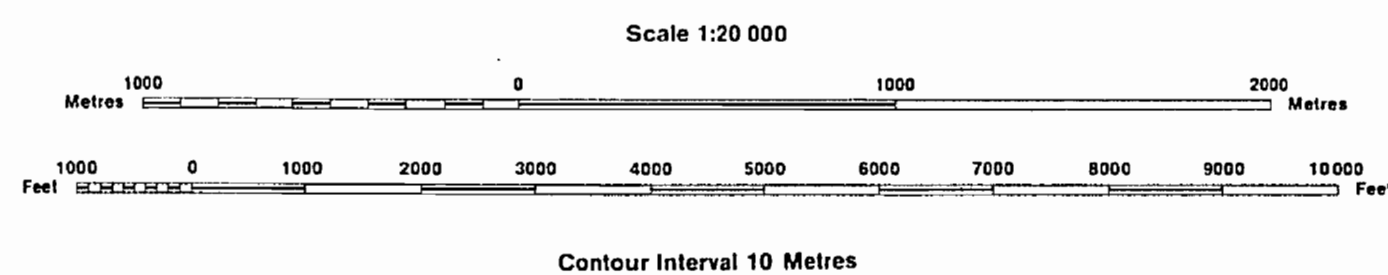 Scale 1:20 000
1000 0 1000 2000
Metres Metres
1000 0 1000 2000 3000 4000 5000 6000 7000 8000 9000 10000
Feet Feet
Contour Interval 10 Metres